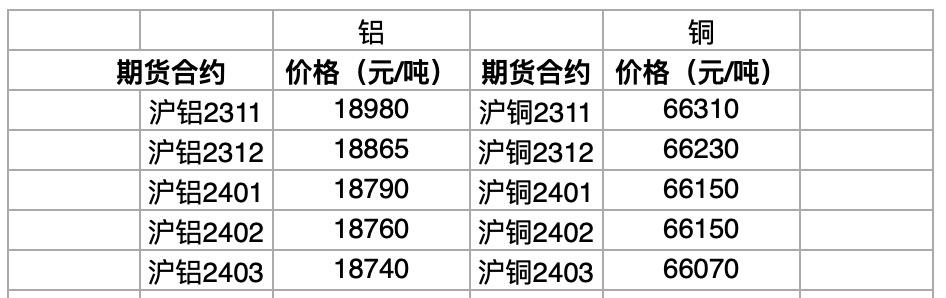 铝 铜
期货合约 价格（元/吨） 期货合约 价格（元/吨）
沪铝2311 18980 沪铜2311 66310
沪铝2312 18865 沪铜2312 66230
沪铝2401 18790 沪铜2401 66150
沪铝2402 18760 沪铜2402 66150
沪铝2403 18740 沪铜2403 66070